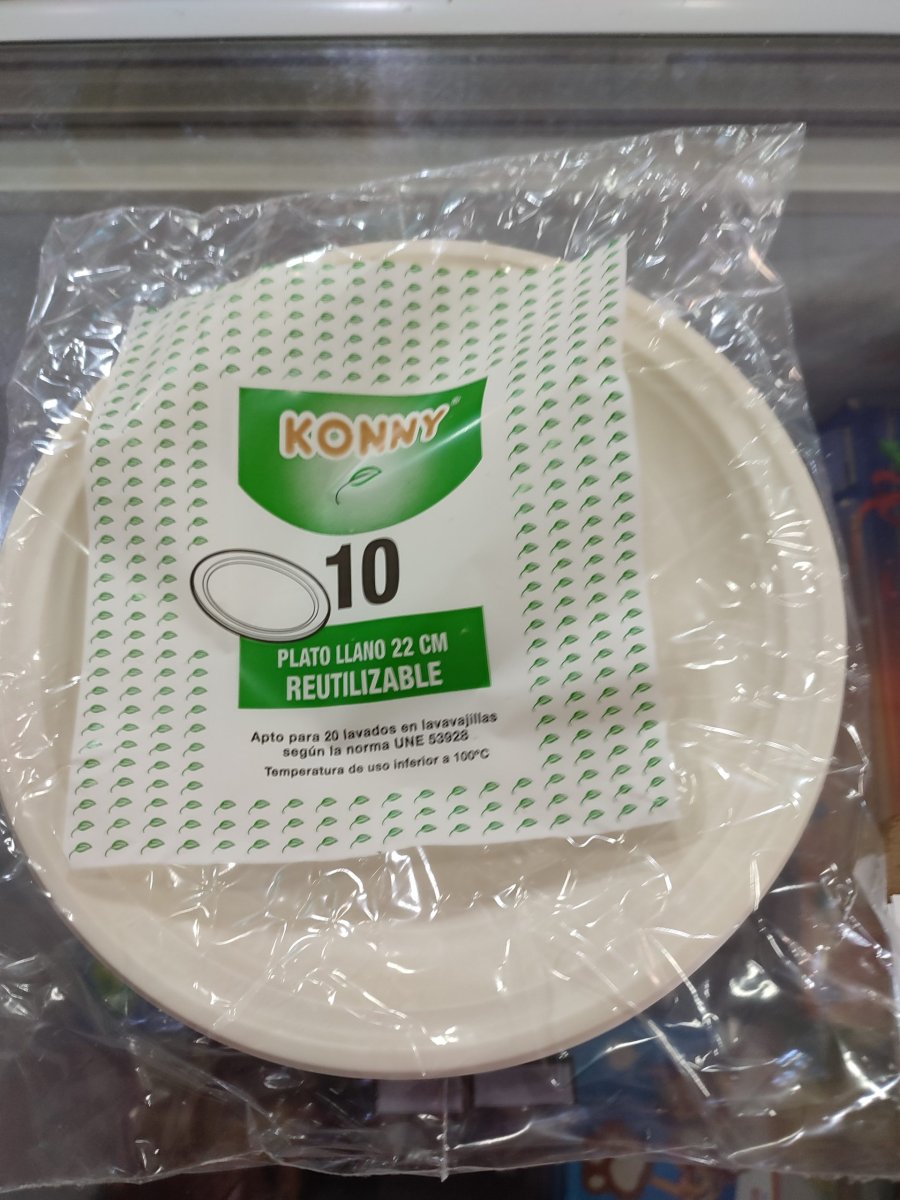 KONNY
10
PLATO LLANO 22 CM
REUTILIZABLE
Apto para 20 lavados en lavavajillas
según la norma UNE 53928
Temperatura de uso inferior a 100ºC